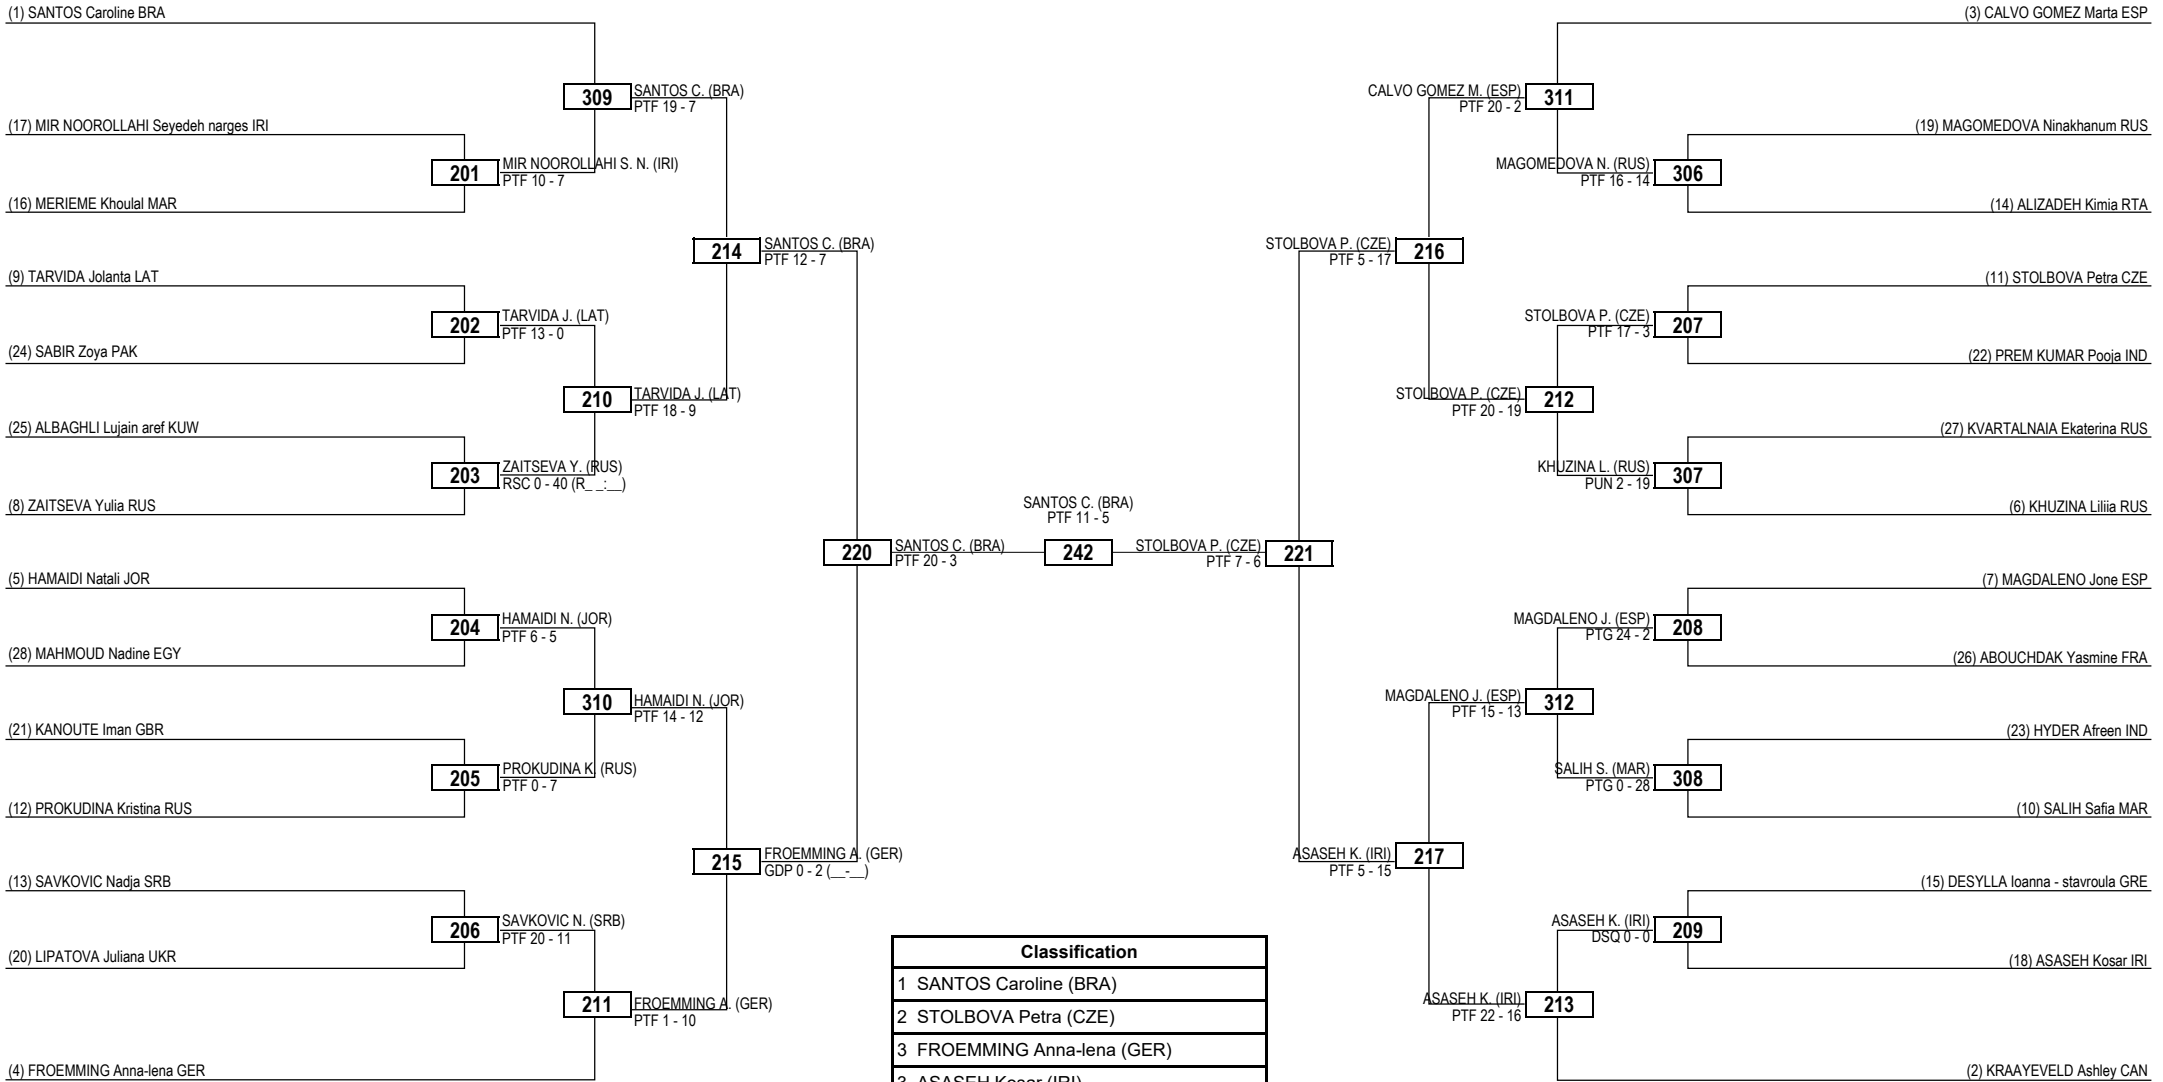 (1) SANTOS Caroline BRA
309
SANTOS C. (BRA)
PTF 19 - 7
(17) MIR NOOROLLAHI Seyedeh narges IRI
201
MIR NOOROLLAHI S. N. (IRI)
PTF 10 - 7
(16) MERIEME Khoulal MAR
214
SANTOS C. (BRA)
PTF 12 - 7
(9) TARVIDA Jolanta LAT
202
TARVIDA J. (LAT)
PTF 13 - 0
(24) SABIR Zoya PAK
210
TARVIDA J. (LAT)
PTF 18 - 9
(25) ALBAGHLI Lujain aref KUW
203
ZAITSEVA Y. (RUS)
RSC 0 - 40 (R_ _:__)
(8) ZAITSEVA Yulia RUS
220
SANTOS C. (BRA)
PTF 20 - 3
(5) HAMAIDI Natali JOR
204
HAMAIDI N. (JOR)
PTF 6 - 5
(28) MAHMOUD Nadine EGY
310
HAMAIDI N. (JOR)
PTF 14 - 12
(21) KANOUTE Iman GBR
205
PROKUDINA K. (RUS)
PTF 0 - 7
(12) PROKUDINA Kristina RUS
215
FROEMMING A. (GER)
GDP 0 - 2 (__-__)
(13) SAVKOVIC Nadja SRB
206
SAVKOVIC N. (SRB)
PTF 20 - 11
(20) LIPATOVA Juliana UKR
211
FROEMMING A. (GER)
PTF 1 - 10
(4) FROEMMING Anna-lena GER
SANTOS C. (BRA)
PTF 11 - 5
242
(3) CALVO GOMEZ Marta ESP
CALVO GOMEZ M. (ESP)
PTF 20 - 2
311
(19) MAGOMEDOVA Ninakhanum RUS
MAGOMEDOVA N. (RUS)
PTF 16 - 14
306
(14) ALIZADEH Kimia RTA
STOLBOVA P. (CZE)
PTF 5 - 17
216
(11) STOLBOVA Petra CZE
STOLBOVA P. (CZE)
PTF 17 - 3
207
(22) PREM KUMAR Pooja IND
STOLBOVA P. (CZE)
PTF 20 - 19
212
(27) KVARTALNAIA Ekaterina RUS
KHUZINA L. (RUS)
PUN 2 - 19
307
(6) KHUZINA Liliia RUS
STOLBOVA P. (CZE)
PTF 7 - 6
221
(7) MAGDALENO Jone ESP
MAGDALENO J. (ESP)
PTG 24 - 2
208
(26) ABOUCHDAK Yasmine FRA
MAGDALENO J. (ESP)
PTF 15 - 13
312
(23) HYDER Afreen IND
SALIH S. (MAR)
PTG 0 - 28
308
(10) SALIH Safia MAR
ASASEH K. (IRI)
PTF 5 - 15
217
(15) DESYLLA Ioanna - stavroula GRE
ASASEH K. (IRI)
DSQ 0 - 0
209
(18) ASASEH Kosar IRI
ASASEH K. (IRI)
PTF 22 - 16
213
(2) KRAAYEVELD Ashley CAN
Classification
1 SANTOS Caroline (BRA)
2 STOLBOVA Petra (CZE)
3 FROEMMING Anna-lena (GER)
3 ASASEH Kosar (IRI)